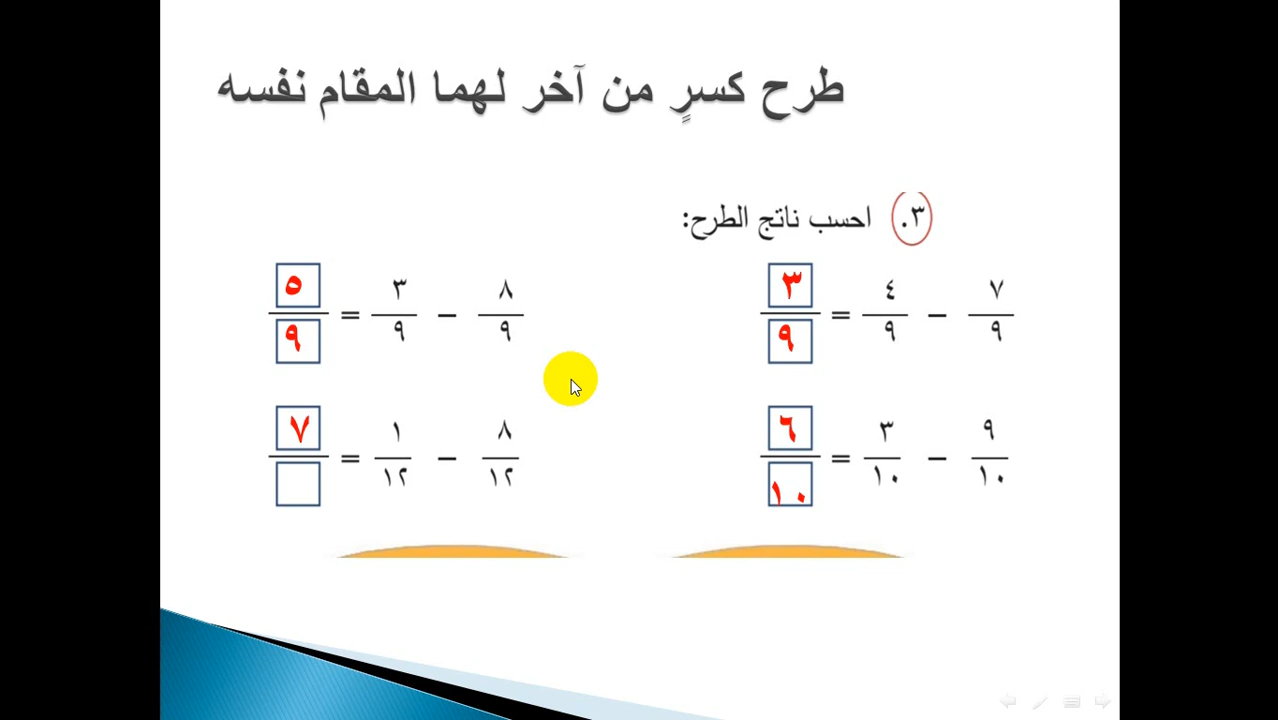 طرح كسرٍ من آخر لهما المقام نفسه
٣. احسب ناتج الطرح:
٧/٩ − ٤/٩ = ٣/٩
٨/٩ − ٣/٩ = ٥/٩
٩/١٠ − ٣/١٠ = ٦/١٠
٨/١٢ − ١/١٢ = ٧/